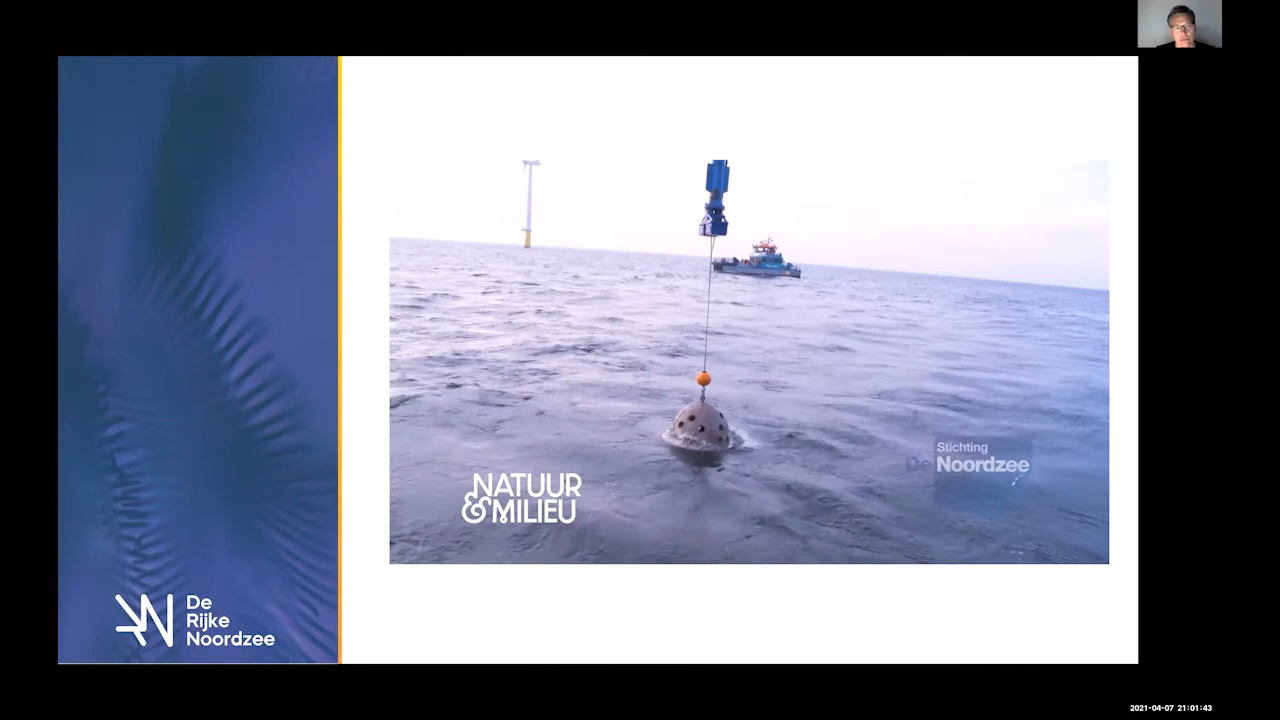 NATUUR
&MILIEU
Stichting
De Noordzee
De
Rijke
Noordzee
2021-04-07 21:01:43